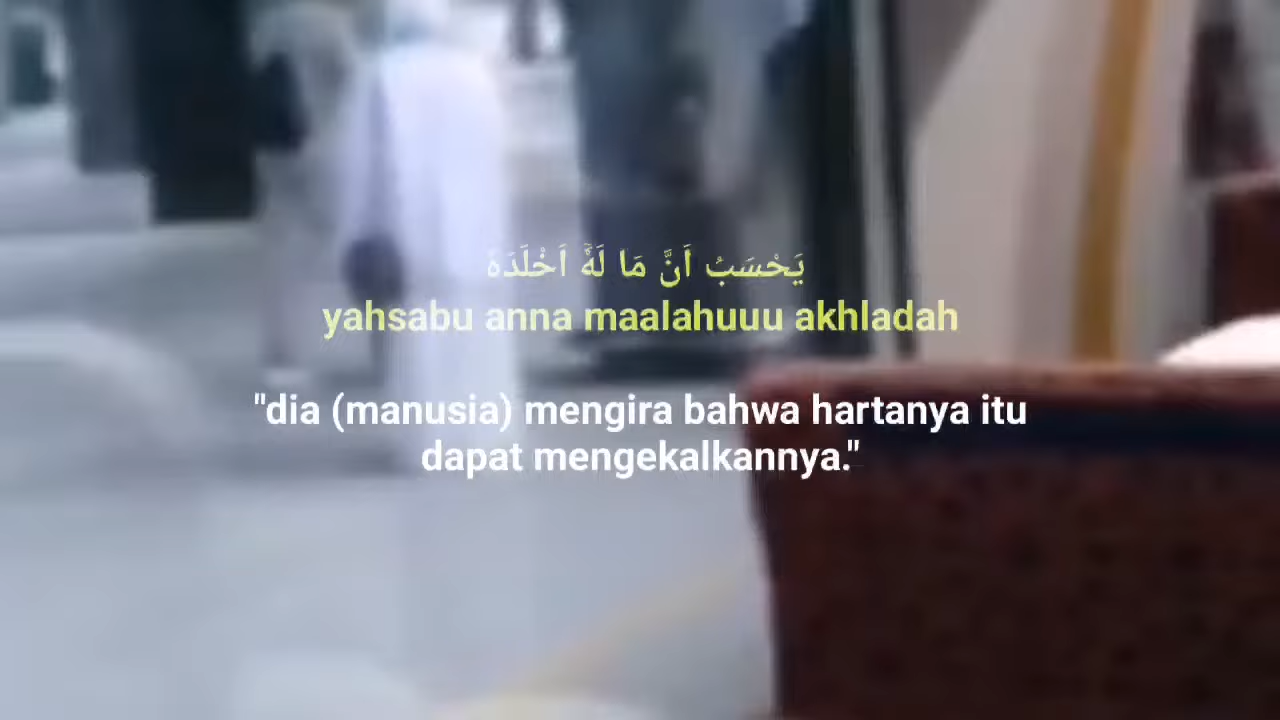 يَحْسَبُ أَنَّ مَا لَهٗٓ اَخْلَدَهٗ
yahsabu anna maalahuuu akhladah
"dia (manusia) mengira bahwa hartanya itu
dapat mengekalkannya."